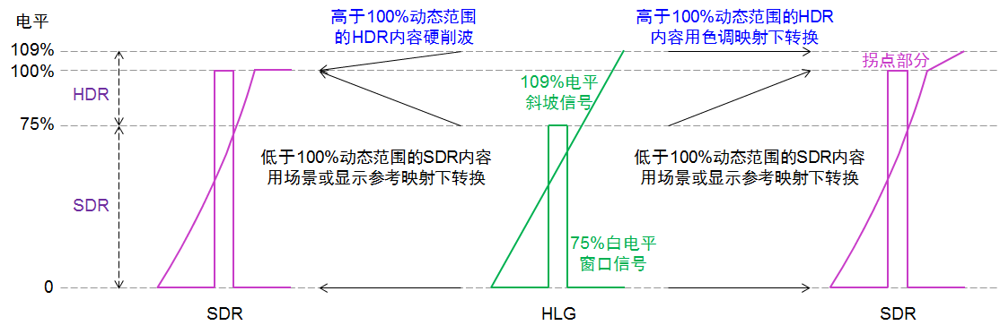 电平
109%
100%
HDR
75%
SDR
0
高于100%动态范围
的HDR内容硬削波
高于100%动态范围的HDR
内容用色调映射下转换
拐点部分
109%电平
斜坡信号
低于100%动态范围的SDR内容
用场景或显示参考映射下转换
低于100%动态范围的SDR内容
用场景或显示参考映射下转换
75%白电平
窗口信号
SDR
HLG
SDR